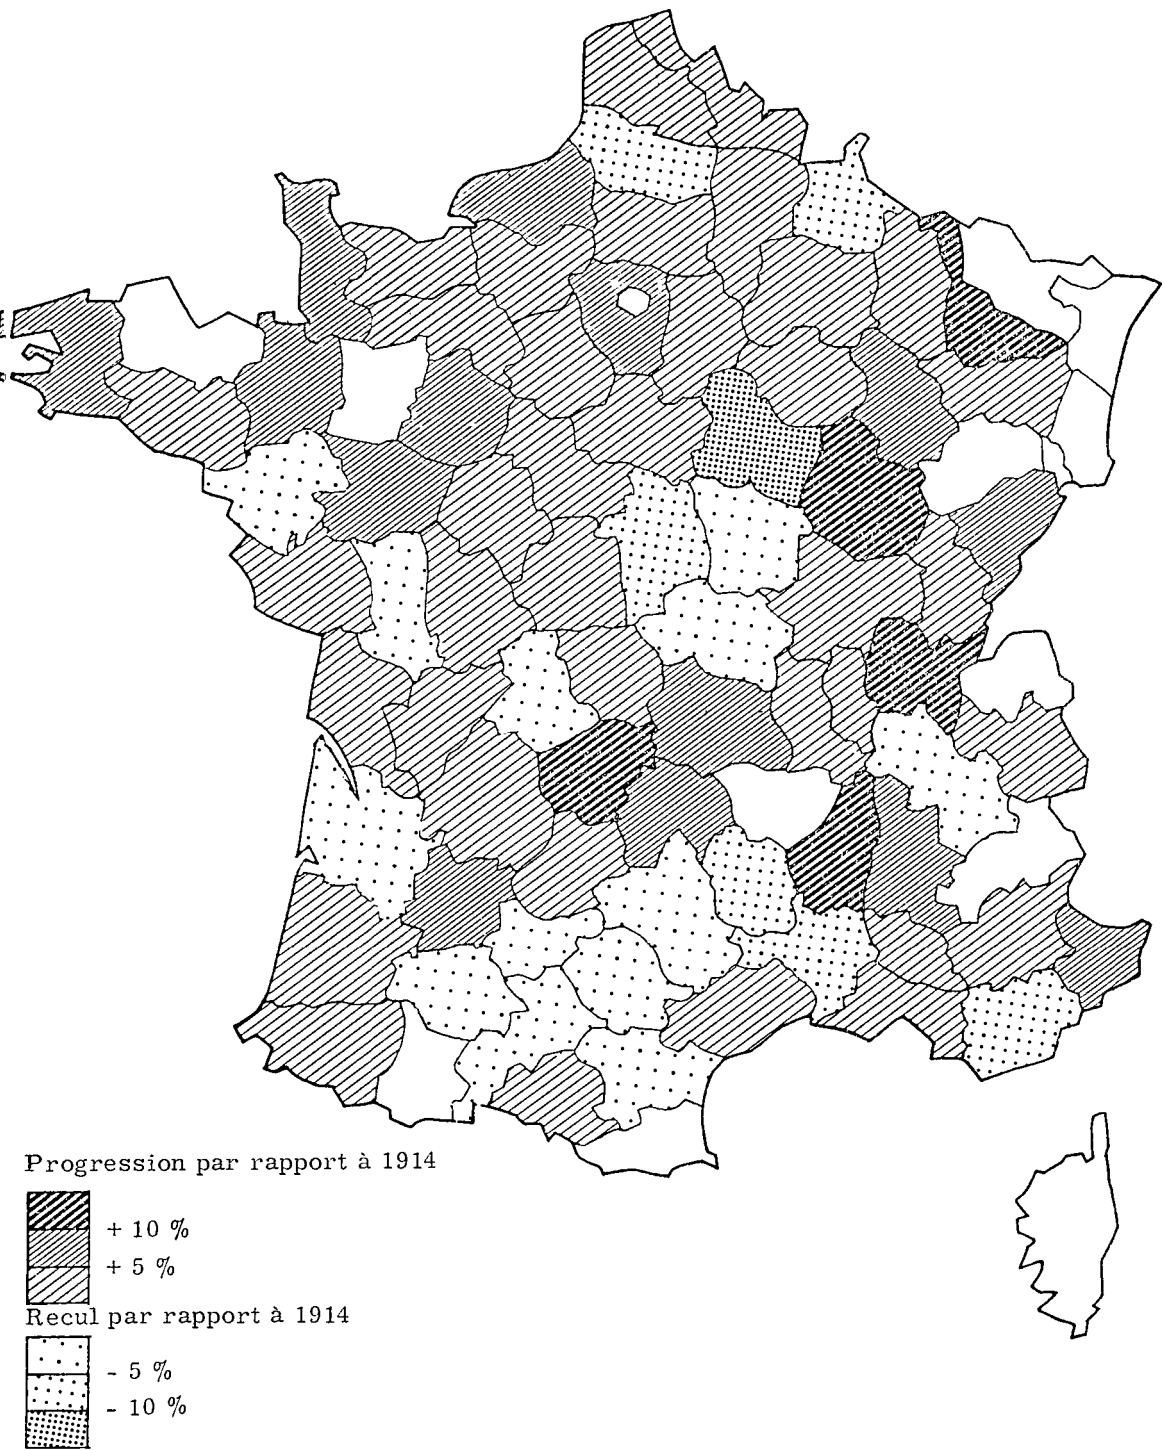 Progression par rapport à 1914
+ 10 %
+ 5 %
Recul par rapport à 1914
- 5 %
- 10 %